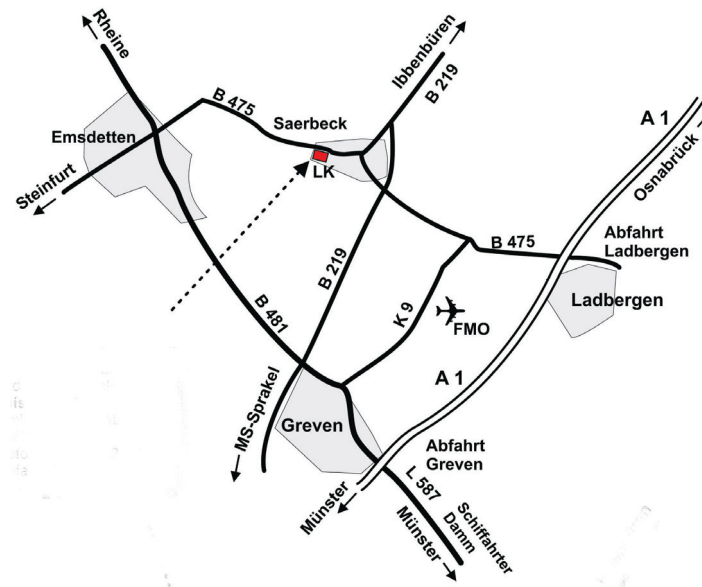 Rheine
Ibbenbüren
B 219
B 475
Saerbeck
A 1
Emsdetten
Osnabrück
LK
Steinfurt
Abfahrt
Ladbergen
B 475
B 219
Ladbergen
B 481
K 9
FMO
A 1
MS-Sprakel
Greven
Abfahrt
Greven
L 587
Münster
Schiffahrter
Damm
Münster